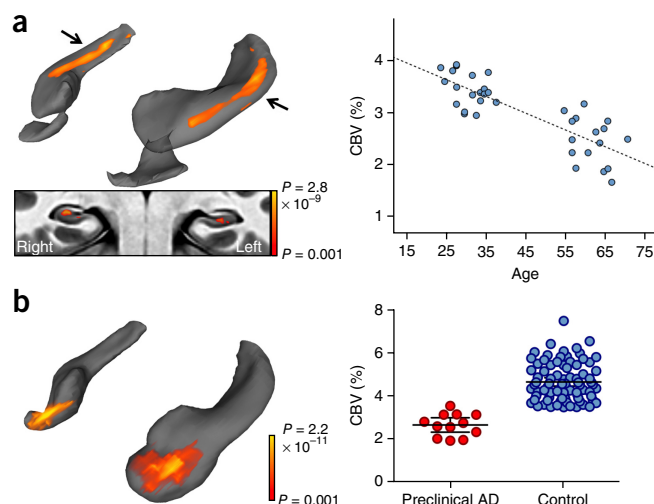 a
P = 2.8
× 10⁻⁹
P = 0.001
Right
Left
CBV (%)
4
3
2
1
15 25 35 45 55 65 75
Age
b
P = 2.2
× 10⁻¹¹
P = 0.001
CBV (%)
8
6
4
2
0
Preclinical AD Control